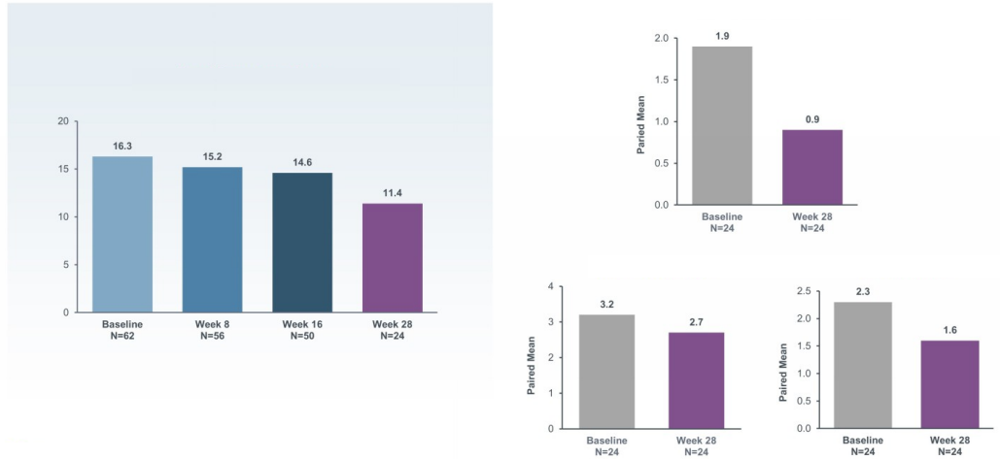 20
15
10
5
0
16.3
15.2
14.6
11.4
Baseline
N=62
Week 8
N=56
Week 16
N=50
Week 28
N=24
Paried Mean
2.0
1.5
1.0
0.5
0.0
1.9
0.9
Baseline
N=24
Week 28
N=24
Paired Mean
4
3
2
1
0
3.2
2.7
Baseline
N=24
Week 28
N=24
Paired Mean
2.5
2.0
1.5
1.0
0.5
0.0
2.3
1.6
Baseline
N=24
Week 28
N=24